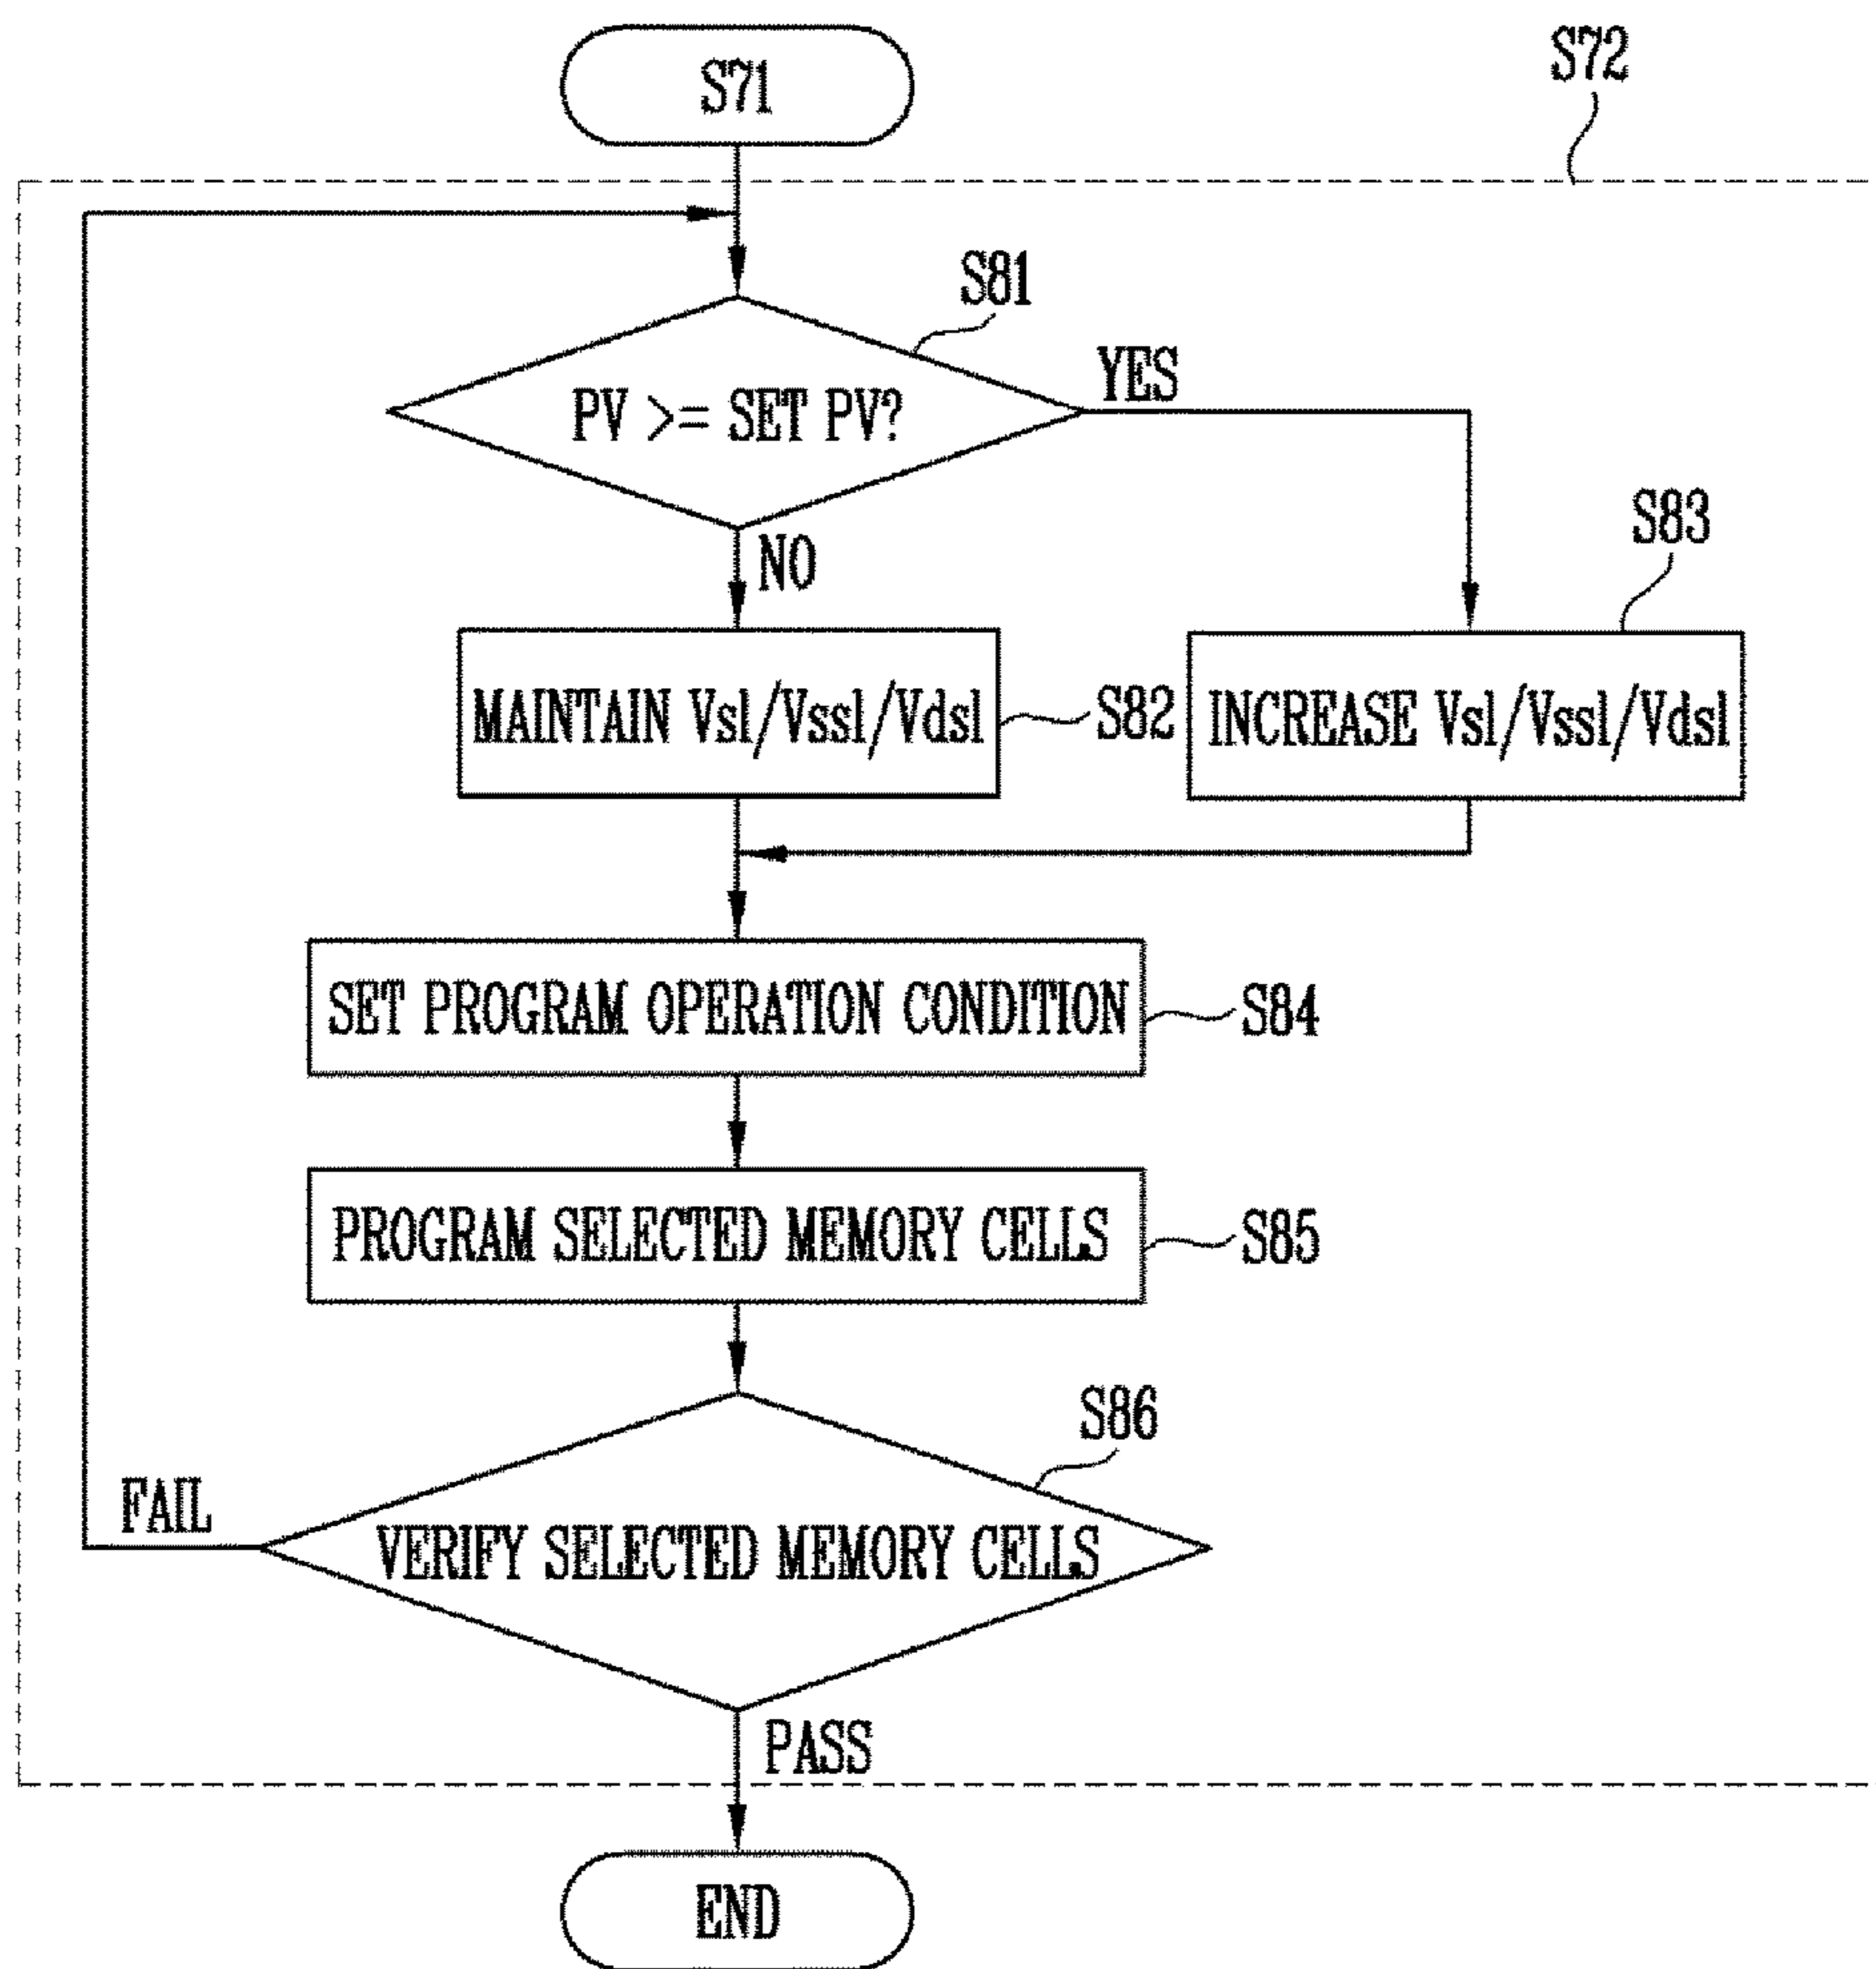 S71
S72
S81
PV >= SET PV?
YES
NO
S83
MAINTAIN Vsl/Vssl/Vdsl
S82
INCREASE Vsl/Vssl/Vdsl
SET PROGRAM OPERATION CONDITION
S84
PROGRAM SELECTED MEMORY CELLS
S85
S86
FAIL
VERIFY SELECTED MEMORY CELLS
PASS
END